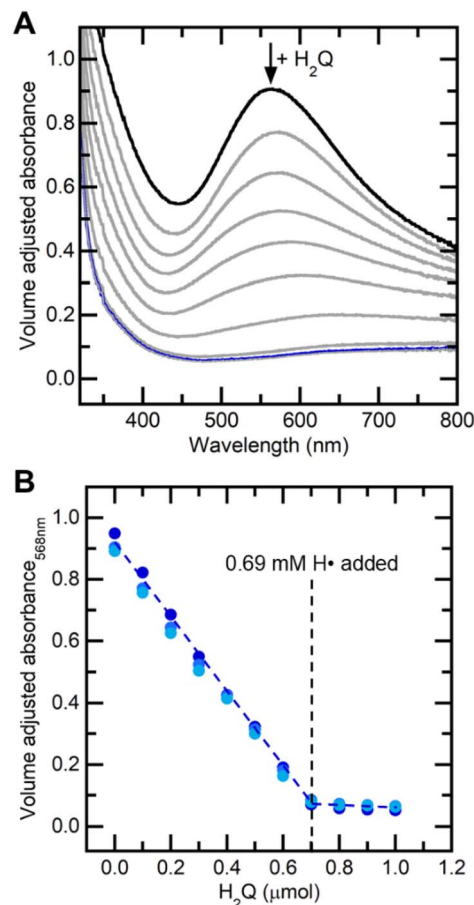 A
+ H2Q
1.0
0.8
0.6
0.4
0.2
0.0
Volume adjusted absorbance
400 500 600 700 800
Wavelength (nm)
B
1.0
0.8
0.6
0.4
0.2
0.0
Volume adjusted absorbance568nm
0.69 mM H• added
0.0 0.2 0.4 0.6 0.8 1.0 1.2
H2Q (μmol)